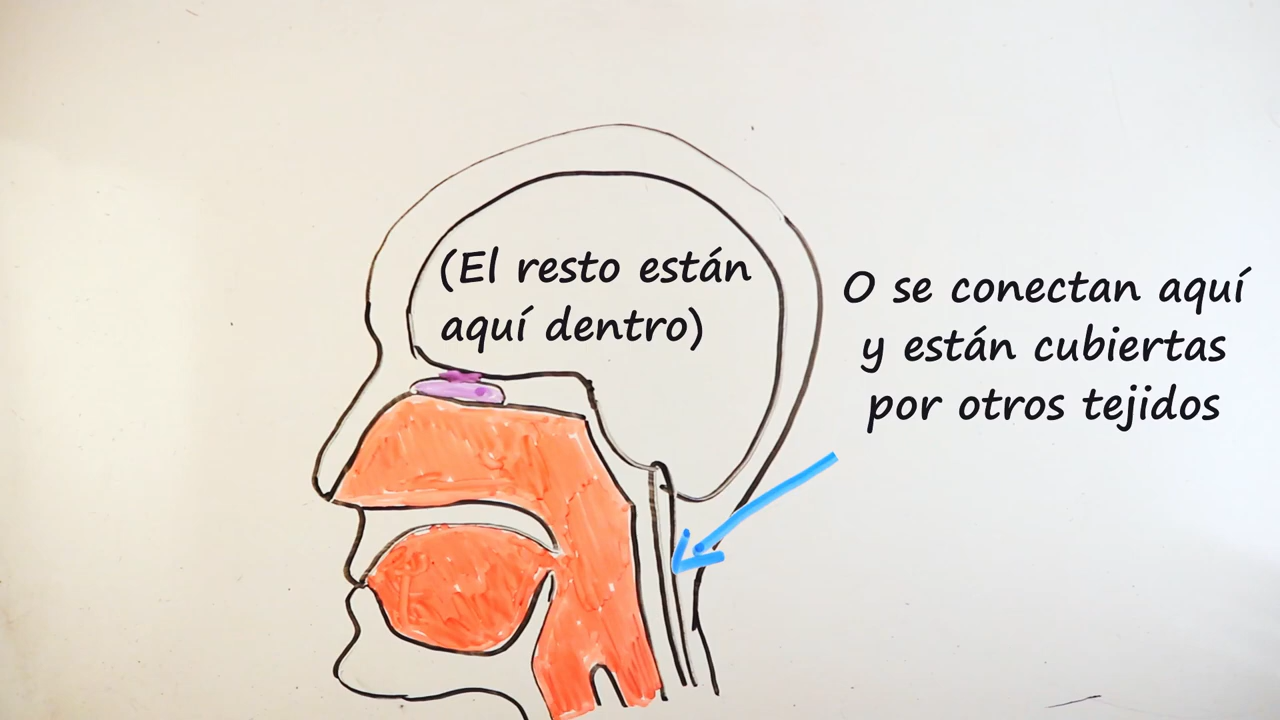 (El resto están
aquí dentro)
O se conectan aquí
y están cubiertas
por otros tejidos